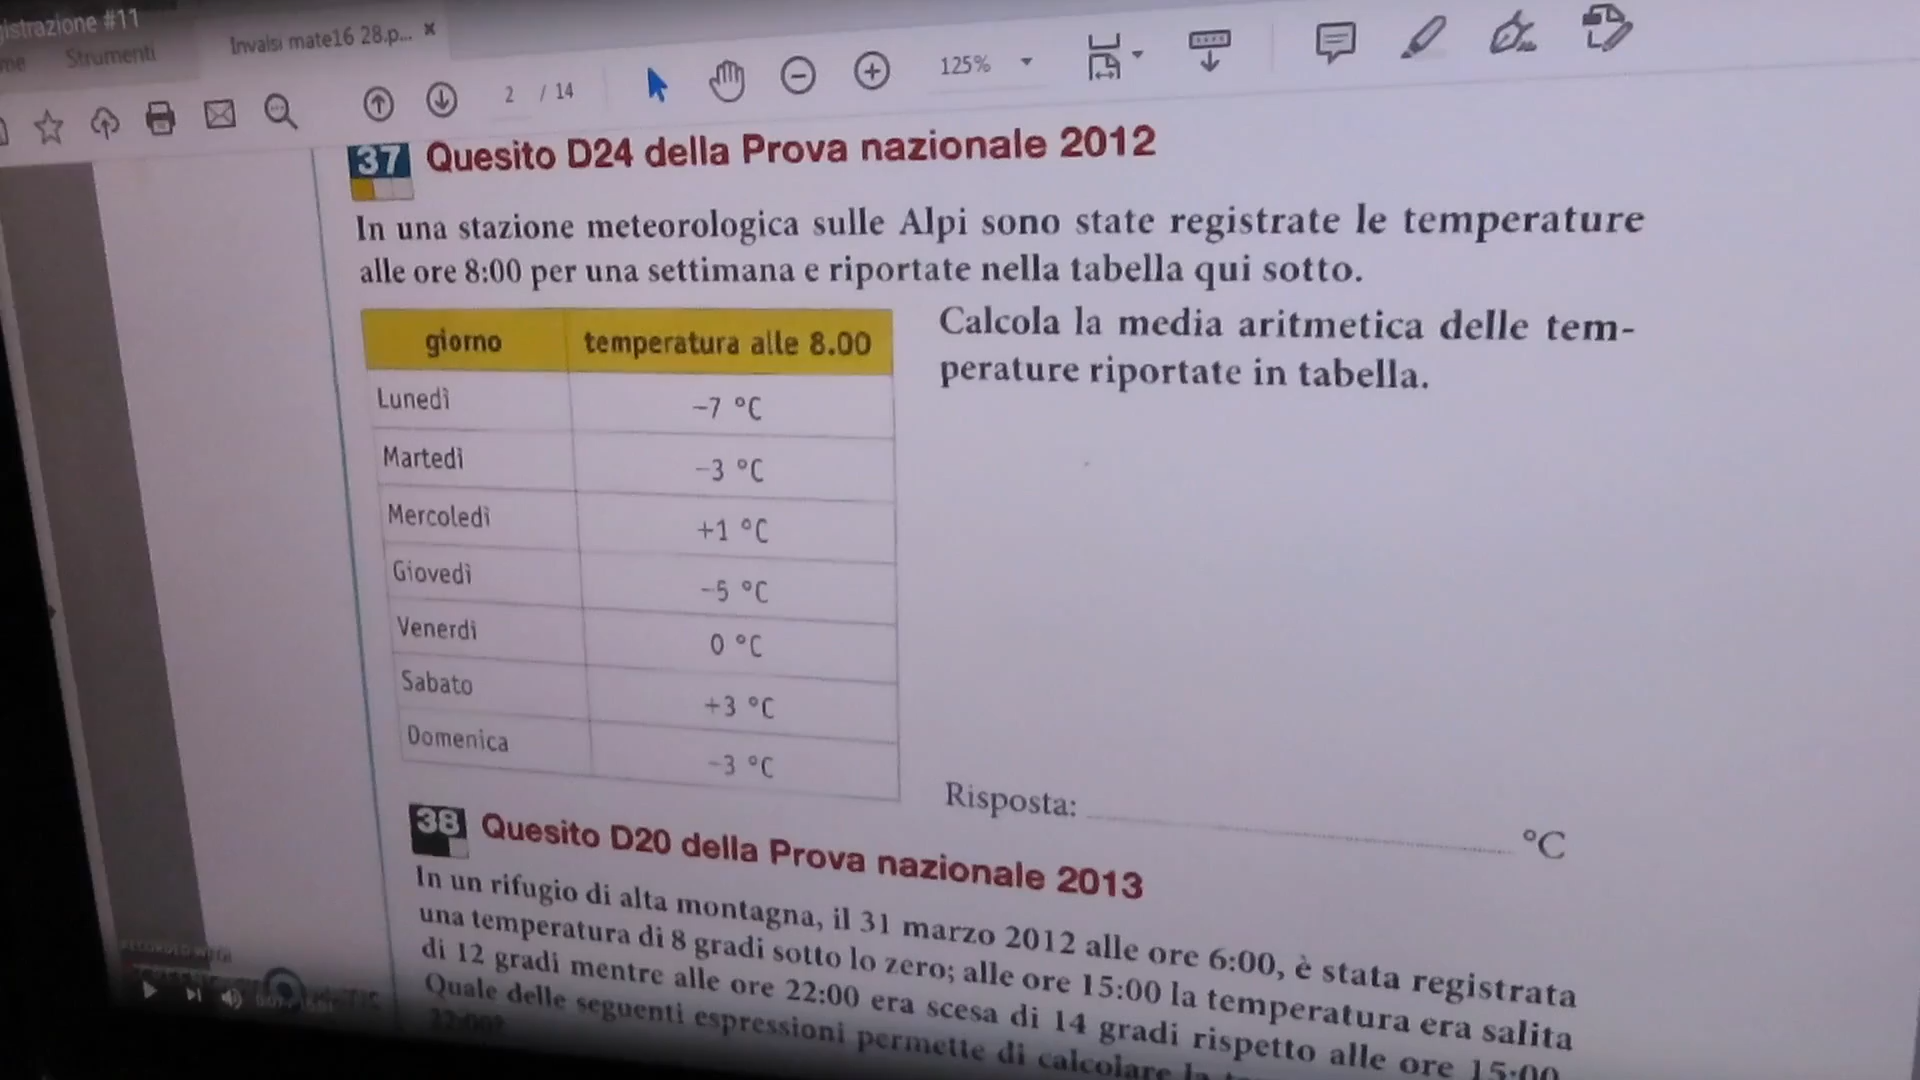 istrazione #11
Strumenti
Invalsi mate16 28.p... ×
2 / 14
125%
37 Quesito D24 della Prova nazionale 2012
In una stazione meteorologica sulle Alpi sono state registrate le temperature
alle ore 8:00 per una settimana e riportate nella tabella qui sotto.
giorno temperatura alle 8.00
Lunedì −7 °C
Martedì −3 °C
Mercoledì +1 °C
Giovedì −5 °C
Venerdì 0 °C
Sabato +3 °C
Domenica −3 °C
Calcola la media aritmetica delle tem-
perature riportate in tabella.
Risposta: °C
38 Quesito D20 della Prova nazionale 2013
In un rifugio di alta montagna, il 31 marzo 2012 alle ore 6:00, è stata registrata
una temperatura di 8 gradi sotto lo zero; alle ore 15:00 la temperatura era salita
di 12 gradi mentre alle ore 22:00 era scesa di 14 gradi rispetto alle ore 15:00.
Quale delle seguenti espressioni permette di calcolare la
22:00?
RECORDED WITH